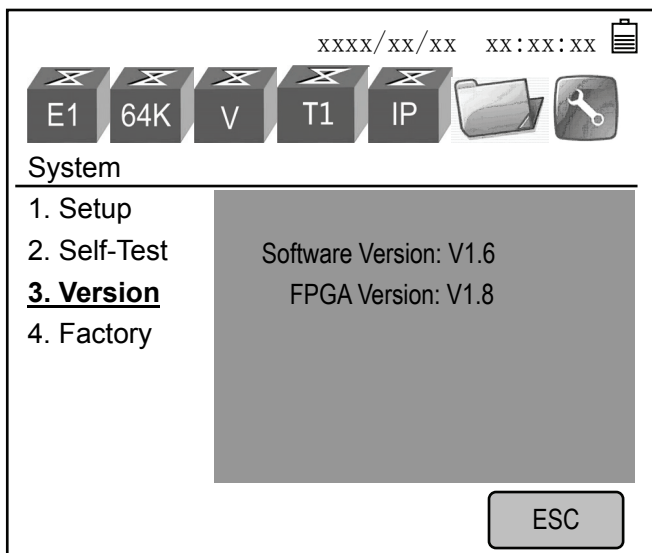 xxxx/xx/xx xx:xx:xx
E1 64K V T1 IP
System
1. Setup
2. Self-Test
3. Version
4. Factory
Software Version: V1.6
FPGA Version: V1.8
ESC